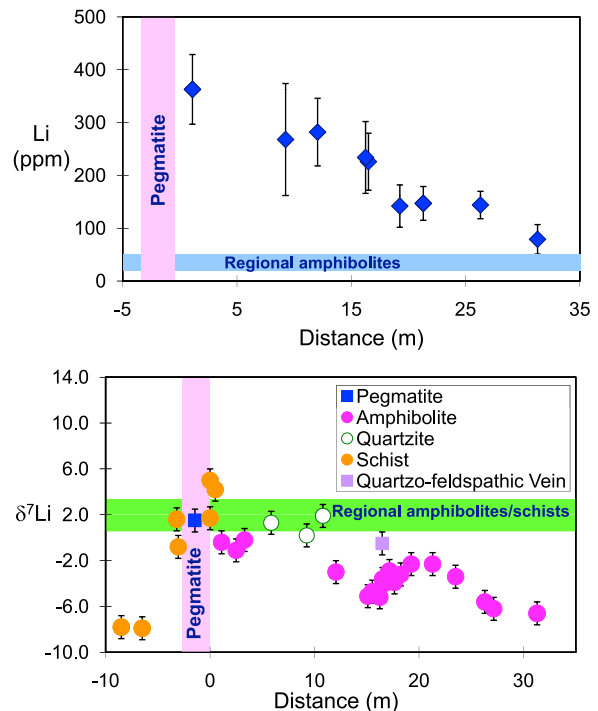 500
400
300
200
100
0
Li
(ppm)
Pegmatite
Regional amphibolites
-5
5
15
25
35
Distance (m)
14.0
10.0
6.0
2.0
-2.0
-6.0
-10.0
δ⁷Li
Pegmatite
Amphibolite
Quartzite
Schist
Quartzo-feldspathic Vein
Regional amphibolites/schists
Pegmatite
-10
0
10
20
30
Distance (m)